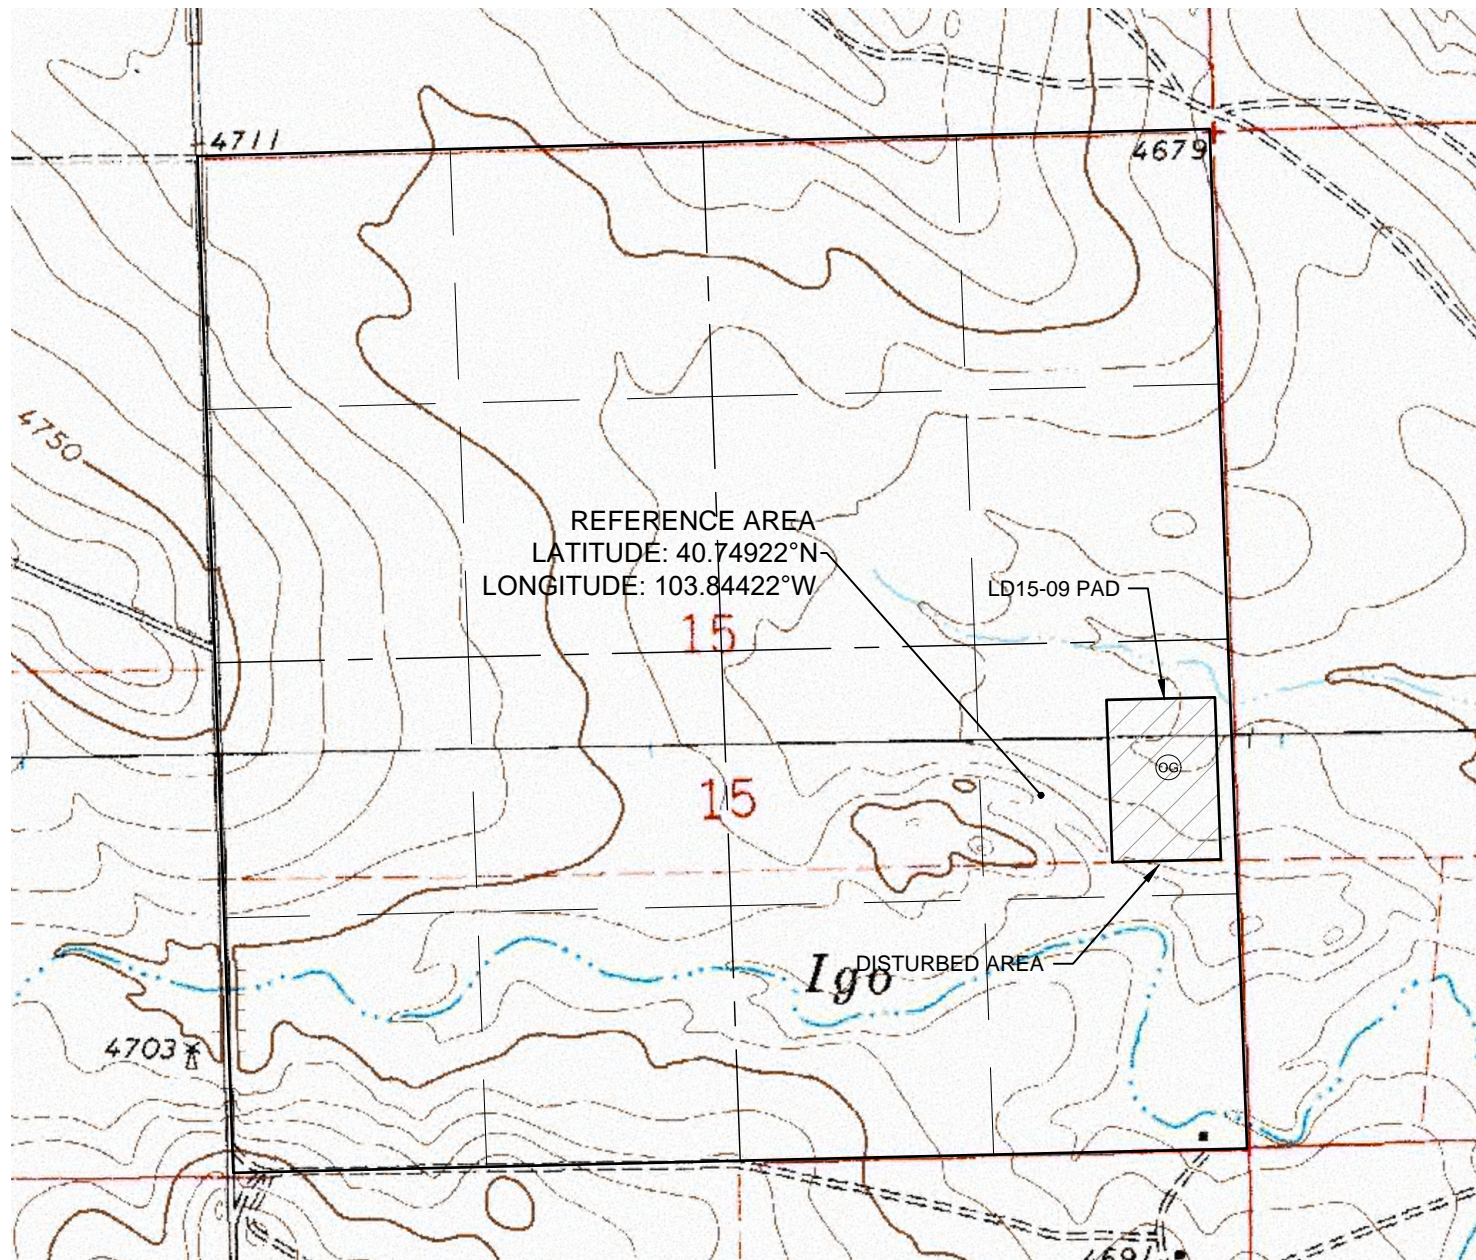 4711
4679
4750
REFERENCE AREA
LATITUDE: 40.74922°N
LONGITUDE: 103.84422°W
LD15-09 PAD
15
OG
15
Igo
DISTURBED AREA
4703